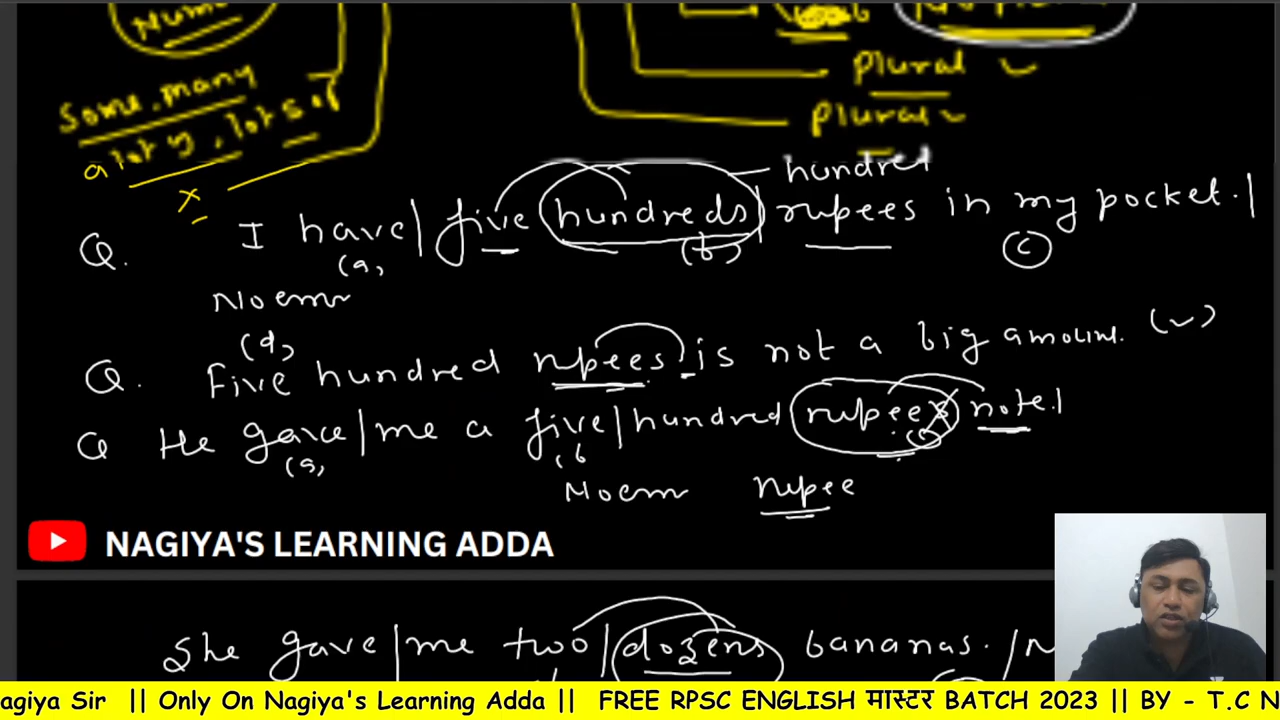 Some, many
a lot of, lots of
x
plural
plural
hundred
Q. I have | five hundreds | rupees in my pocket. |
(a) (b) (c)
No error
(d)
Q. Five hundred rupees is not a big amount. (✓)
Q He gave | me a five | hundred rupees note. |
(a) (b (c)
No error rupee
NAGIYA'S LEARNING ADDA
She gave | me two | dozens bananas. / N
agiya Sir || Only On Nagiya's Learning Adda || FREE RPSC ENGLISH मास्टर BATCH 2023 || BY - T.C N